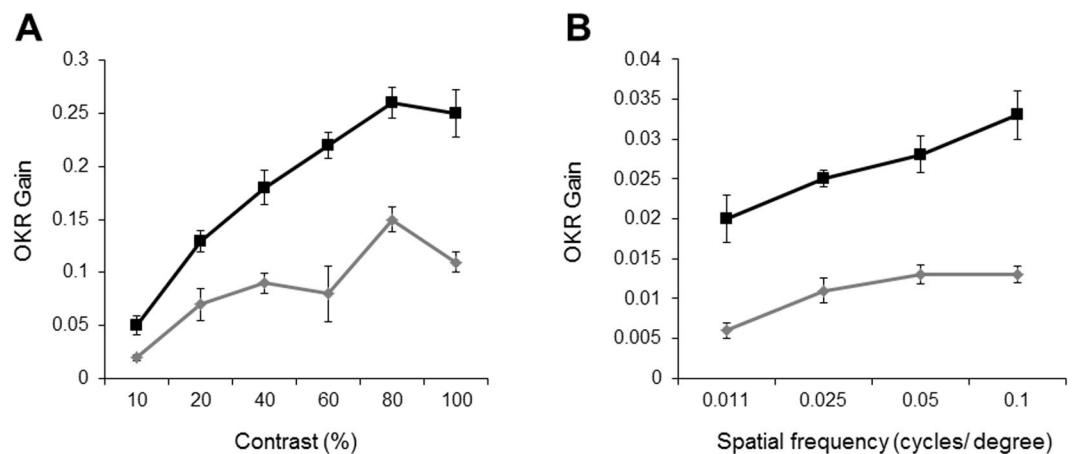 A
0.3
0.25
0.2
0.15
0.1
0.05
0
OKR Gain
10 20 40 60 80 100
Contrast (%)
B
0.04
0.035
0.03
0.025
0.02
0.015
0.01
0.005
0
OKR Gain
0.011 0.025 0.05 0.1
Spatial frequency (cycles/ degree)